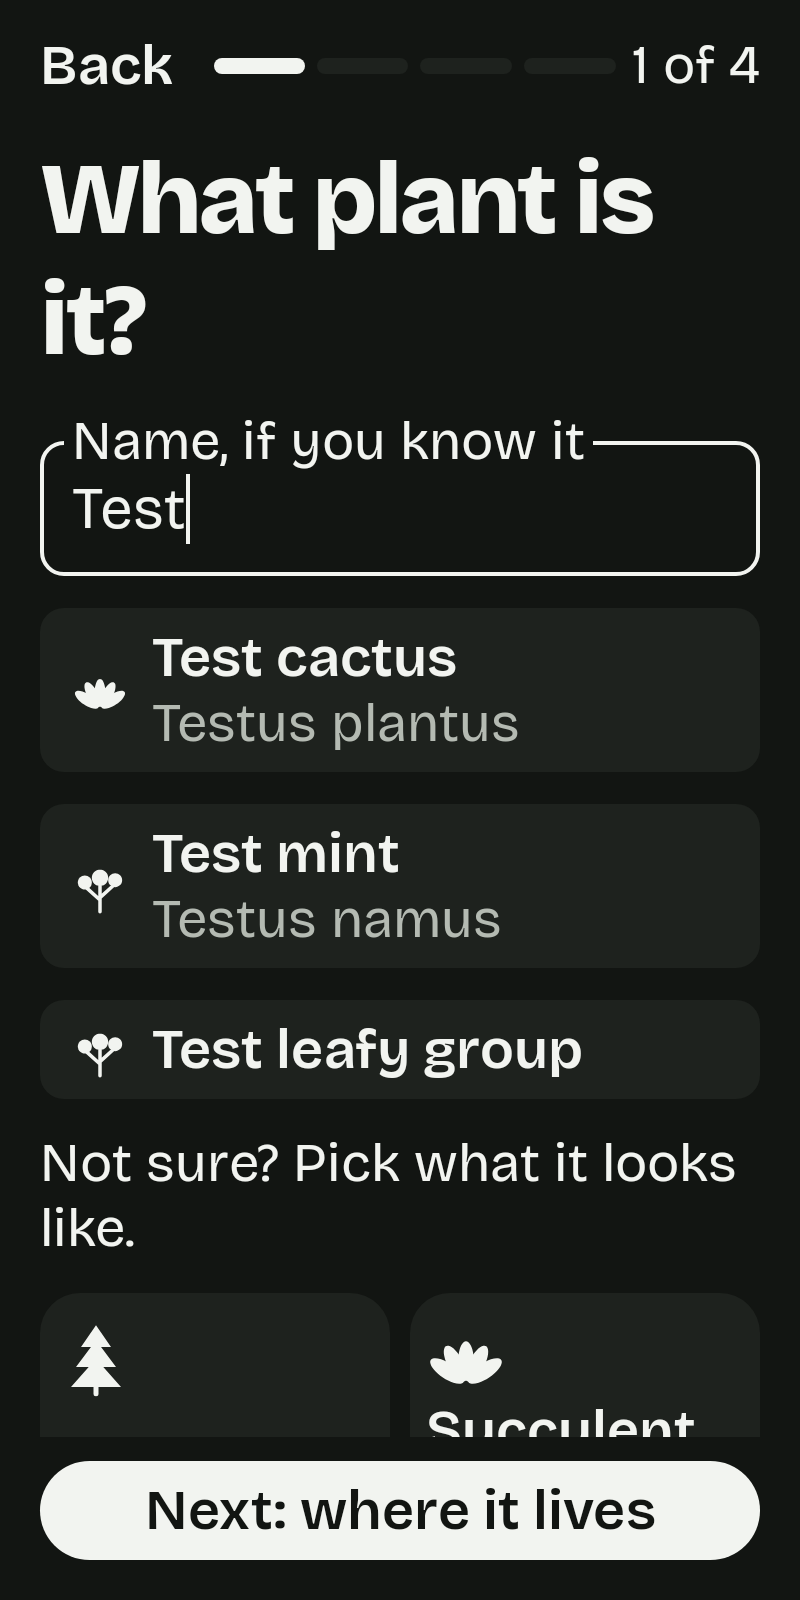 Back
1 of 4
What plant is
it?
Name, if you know it
Test
Test cactus
Testus plantus
Test mint
Testus namus
Test leafy group
Not sure? Pick what it looks
like.
Succulent
Next: where it lives